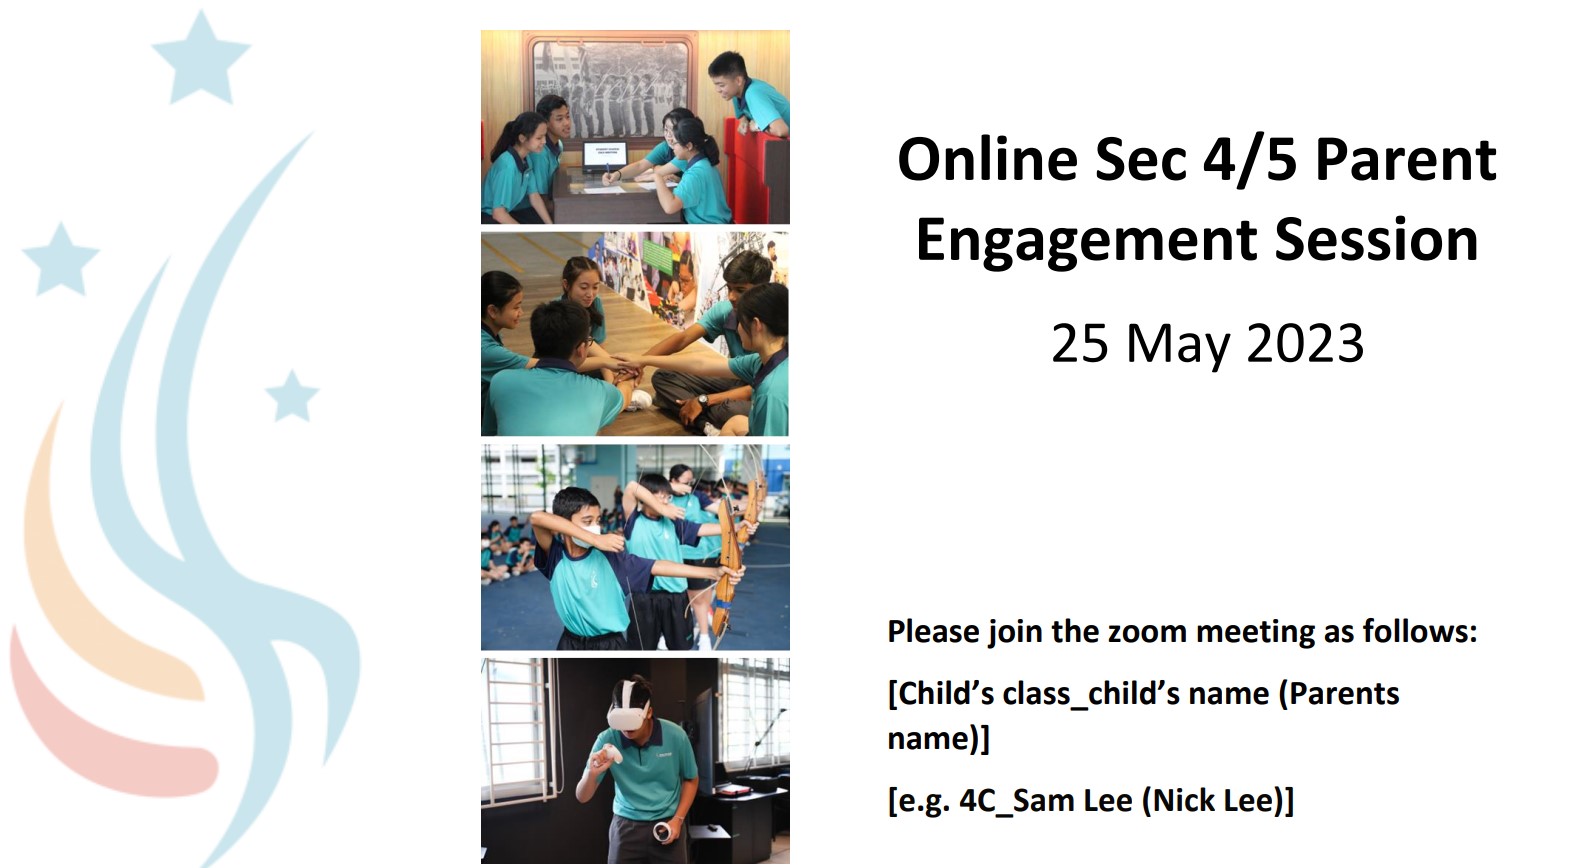 Online Sec 4/5 Parent
Engagement Session
25 May 2023
Please join the zoom meeting as follows:
[Child’s class_child’s name (Parents
name)]
[e.g. 4C_Sam Lee (Nick Lee)]